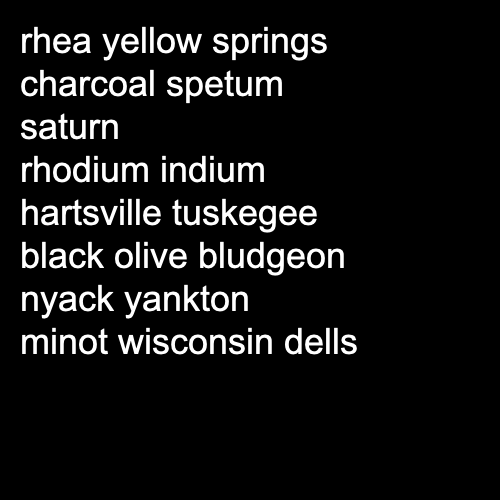 rhea yellow springs
charcoal spetum
saturn
rhodium indium
hartsville tuskegee
black olive bludgeon
nyack yankton
minot wisconsin dells